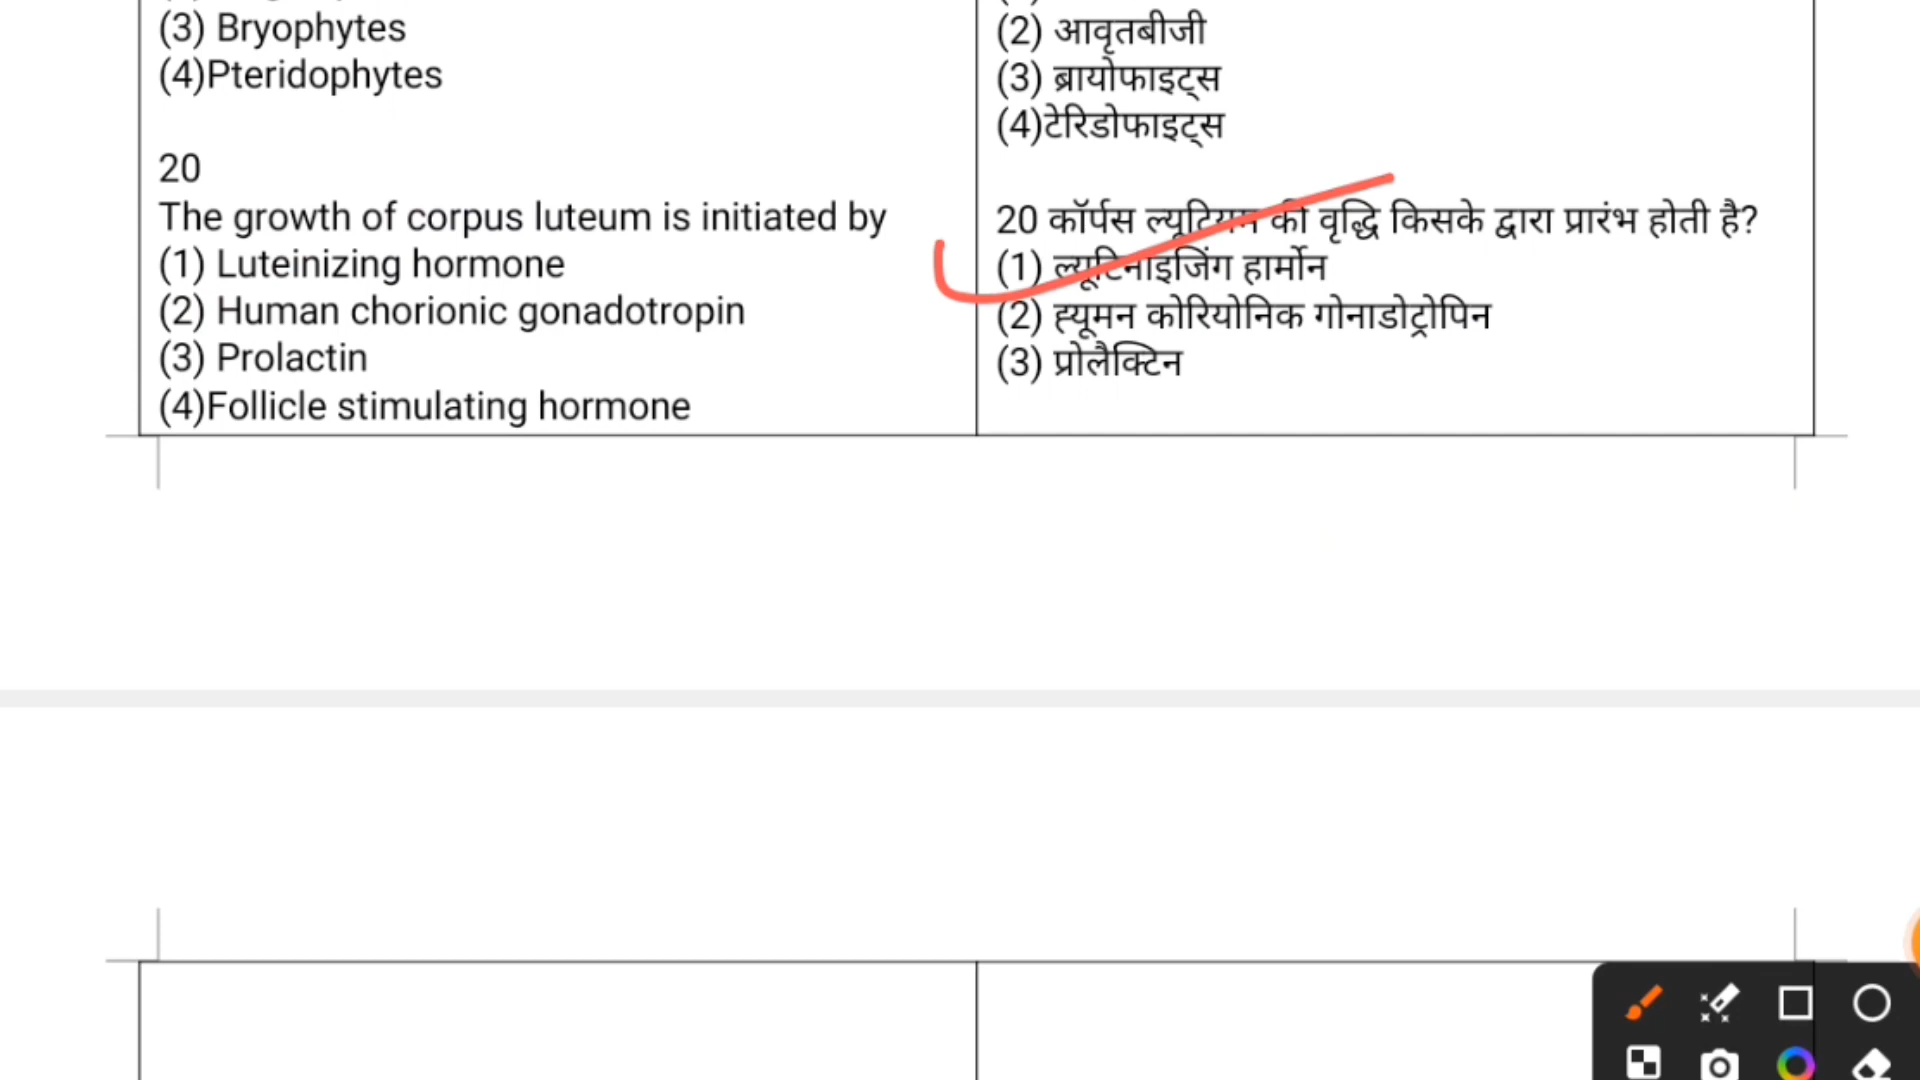 (3) Bryophytes
(4)Pteridophytes
20
The growth of corpus luteum is initiated by
(1) Luteinizing hormone
(2) Human chorionic gonadotropin
(3) Prolactin
(4)Follicle stimulating hormone
(2) आवृतबीजी
(3) ब्रायोफाइट्स
(4)टेरिडोफाइट्स
20 कॉर्पस ल्यूटियम की वृद्धि किसके द्वारा प्रारंभ होती है?
(1) ल्यूटिनाइजिंग हार्मोन
(2) ह्यूमन कोरियोनिक गोनाडोट्रोपिन
(3) प्रोलैक्टिन